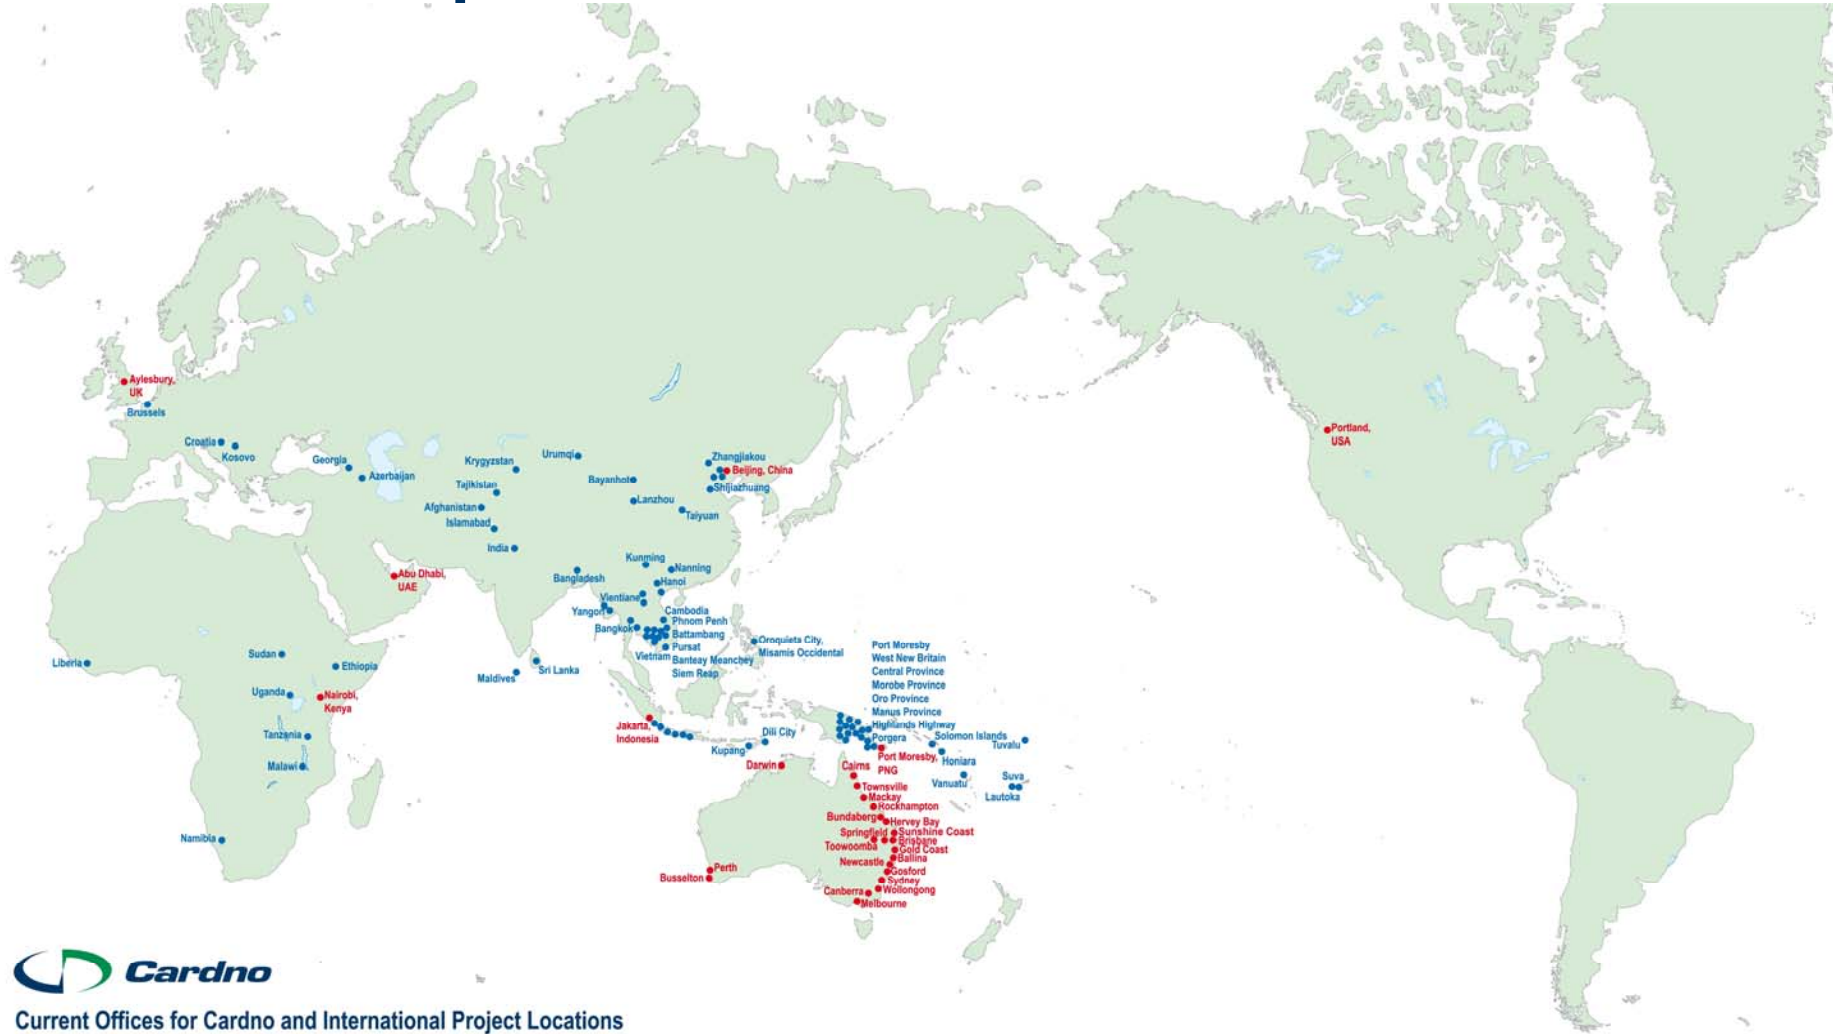 Aylesbury,
UK
Brussels
Croatia
Kosovo
Georgia
Azerbaijan
Krygyzstan
Tajikistan
Afghanistan
Islamabad
India
Urumqi
Bayanhot
Lanzhou
Taiyuan
Zhangjiakou
Beijing, China
Shijiazhuang
Portland,
USA
Abu Dhabi,
UAE
Bangladesh
Kunming
Nanning
Hanoi
Vientiane
Yangon
Bangkok
Cambodia
Phnom Penh
Battambang
Pursat
Banteay Meanchey
Siem Reap
Vietnam
Oroquieta City,
Misamis Occidental
Maldives
Sri Lanka
Liberia
Sudan
Ethiopia
Uganda
Nairobi,
Kenya
Tanzania
Malawi
Namibia
Jakarta,
Indonesia
Kupang
Dili City
Port Moresby
West New Britain
Central Province
Morobe Province
Oro Province
Manus Province
Highlands Highway
Porgera
Port Moresby,
PNG
Solomon Islands
Honiara
Tuvalu
Vanuatu
Suva
Lautoka
Darwin
Cairns
Townsville
Mackay
Rockhampton
Bundaberg
Hervey Bay
Springfield
Sunshine Coast
Brisbane
Toowoomba
Gold Coast
Ballina
Newcastle
Gosford
Sydney
Canberra
Wollongong
Melbourne
Perth
Busselton
Cardno
Current Offices for Cardno and International Project Locations